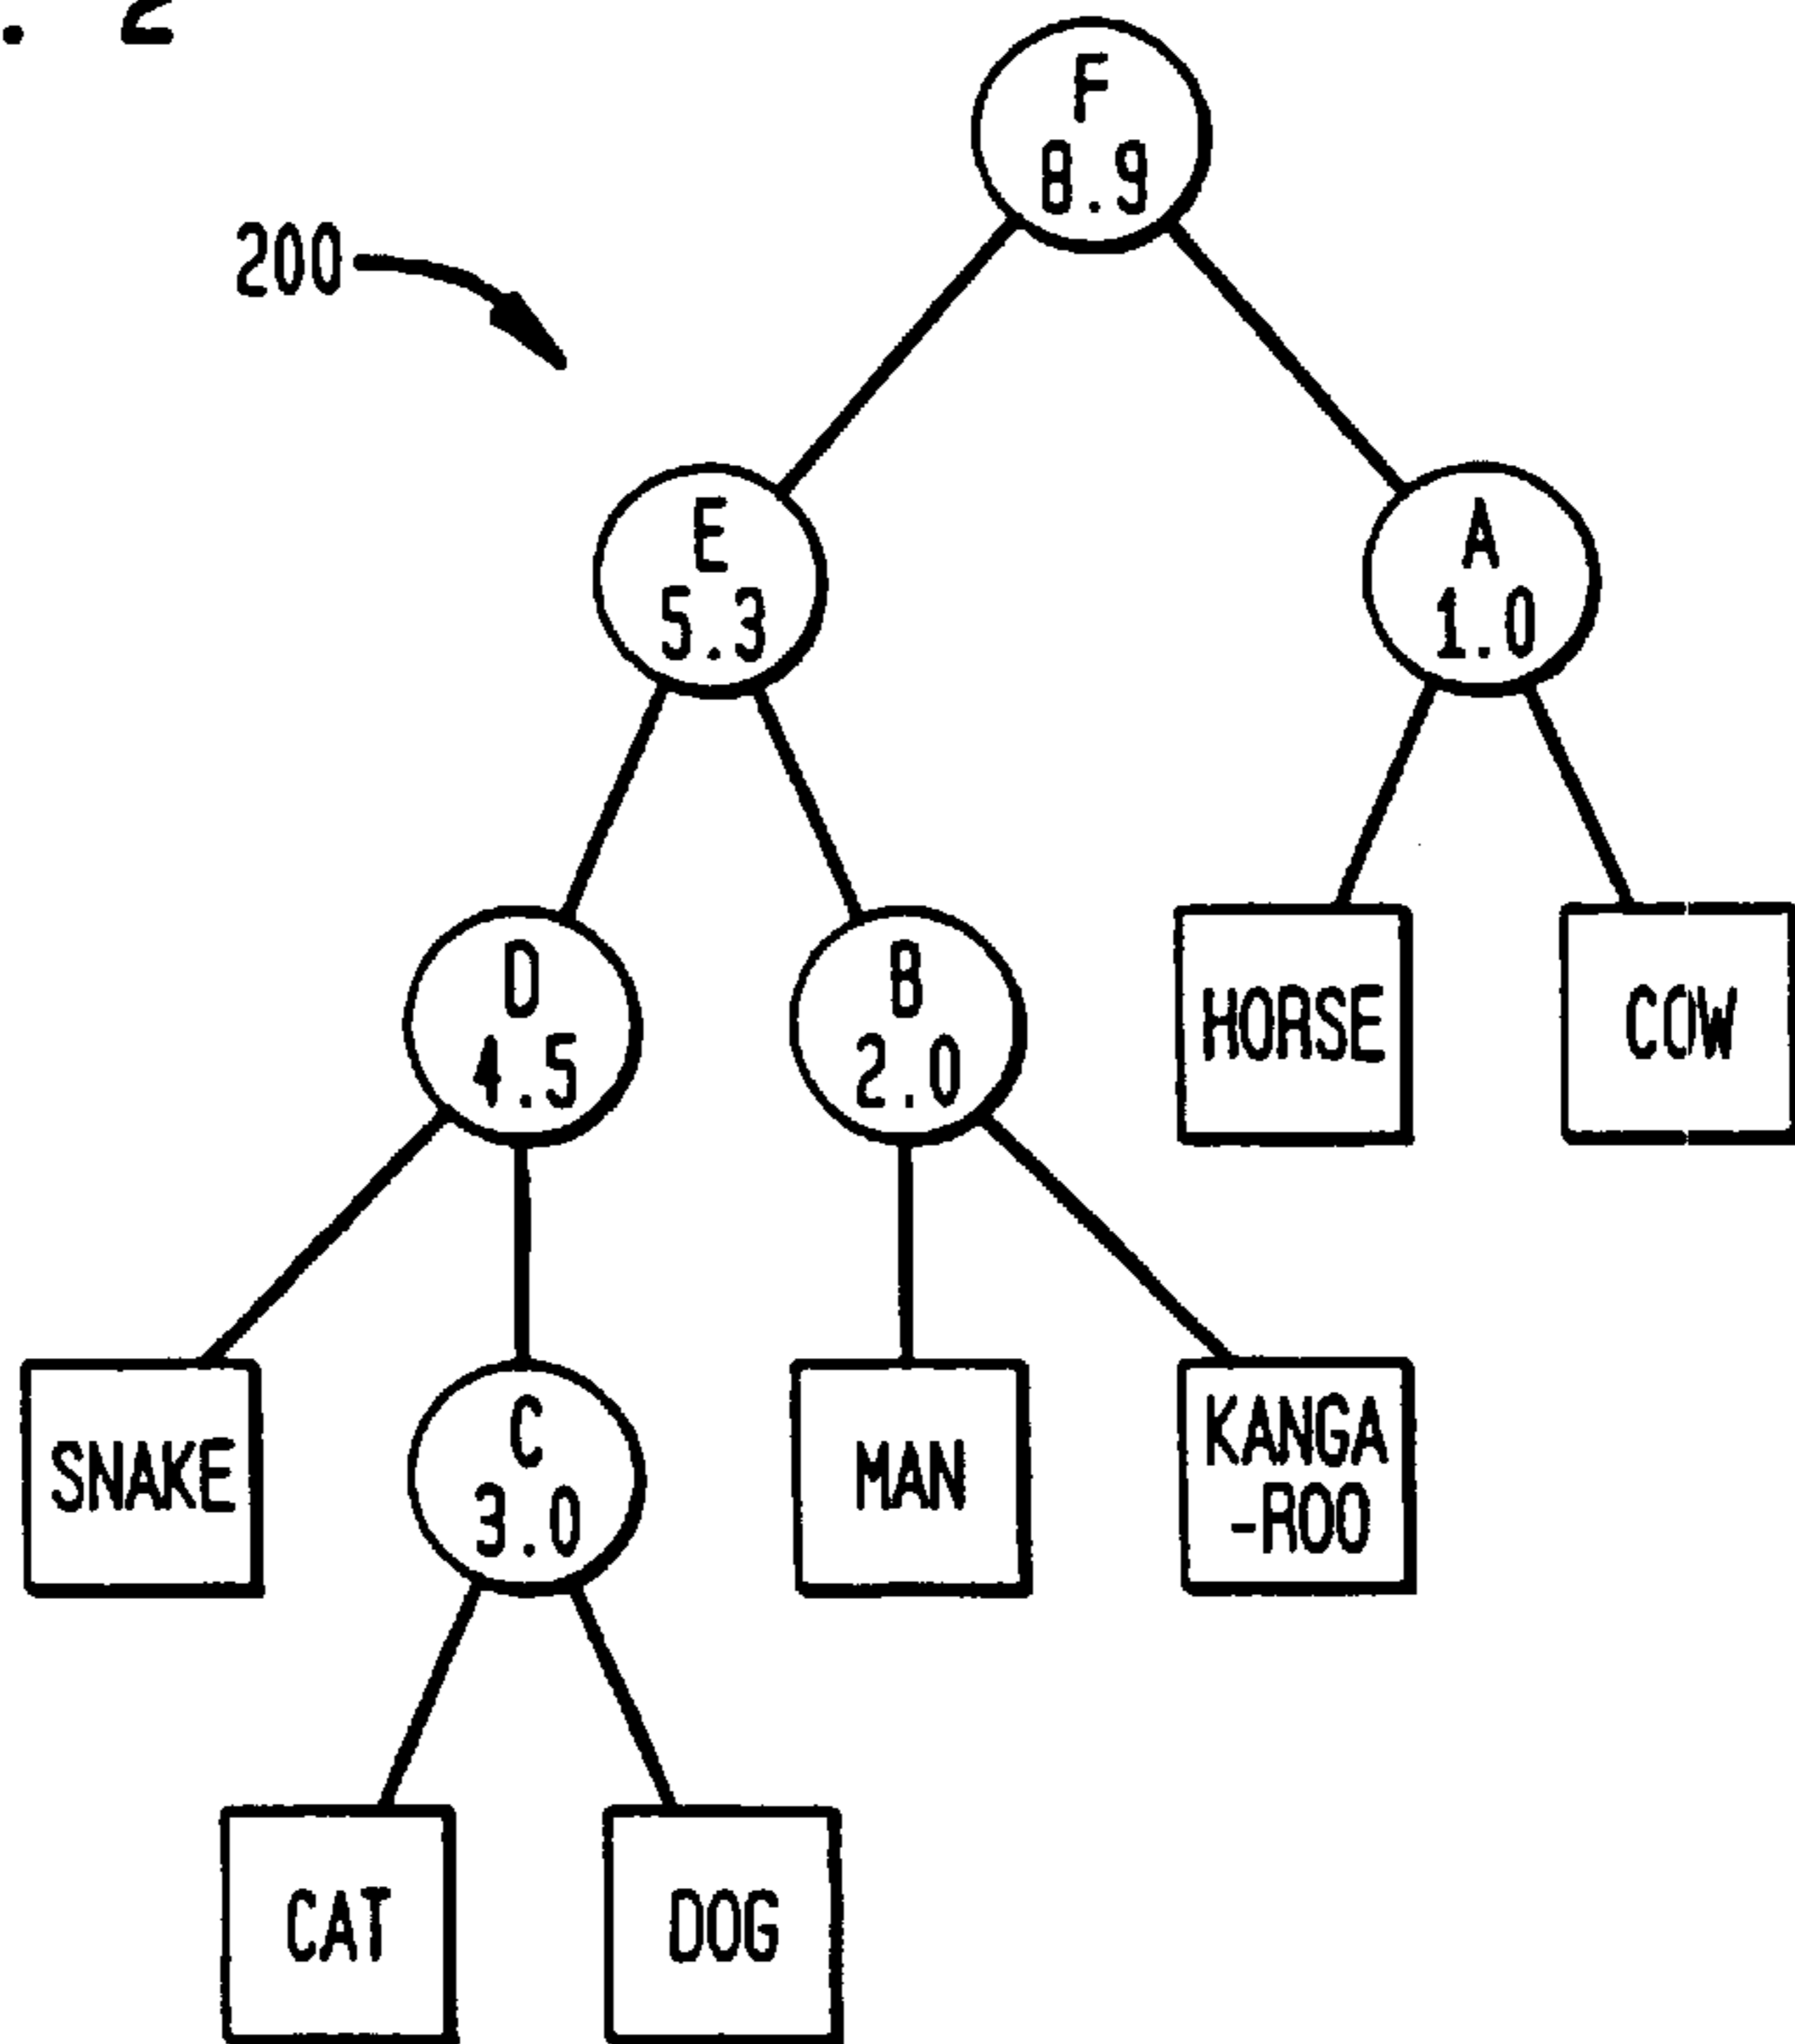 . 2
F
8.9
200
E
5.3
A
1.0
D
4.5
B
2.0
HORSE
COW
SNAKE
C
3.0
MAN
KANGA
-ROO
CAT
DOG